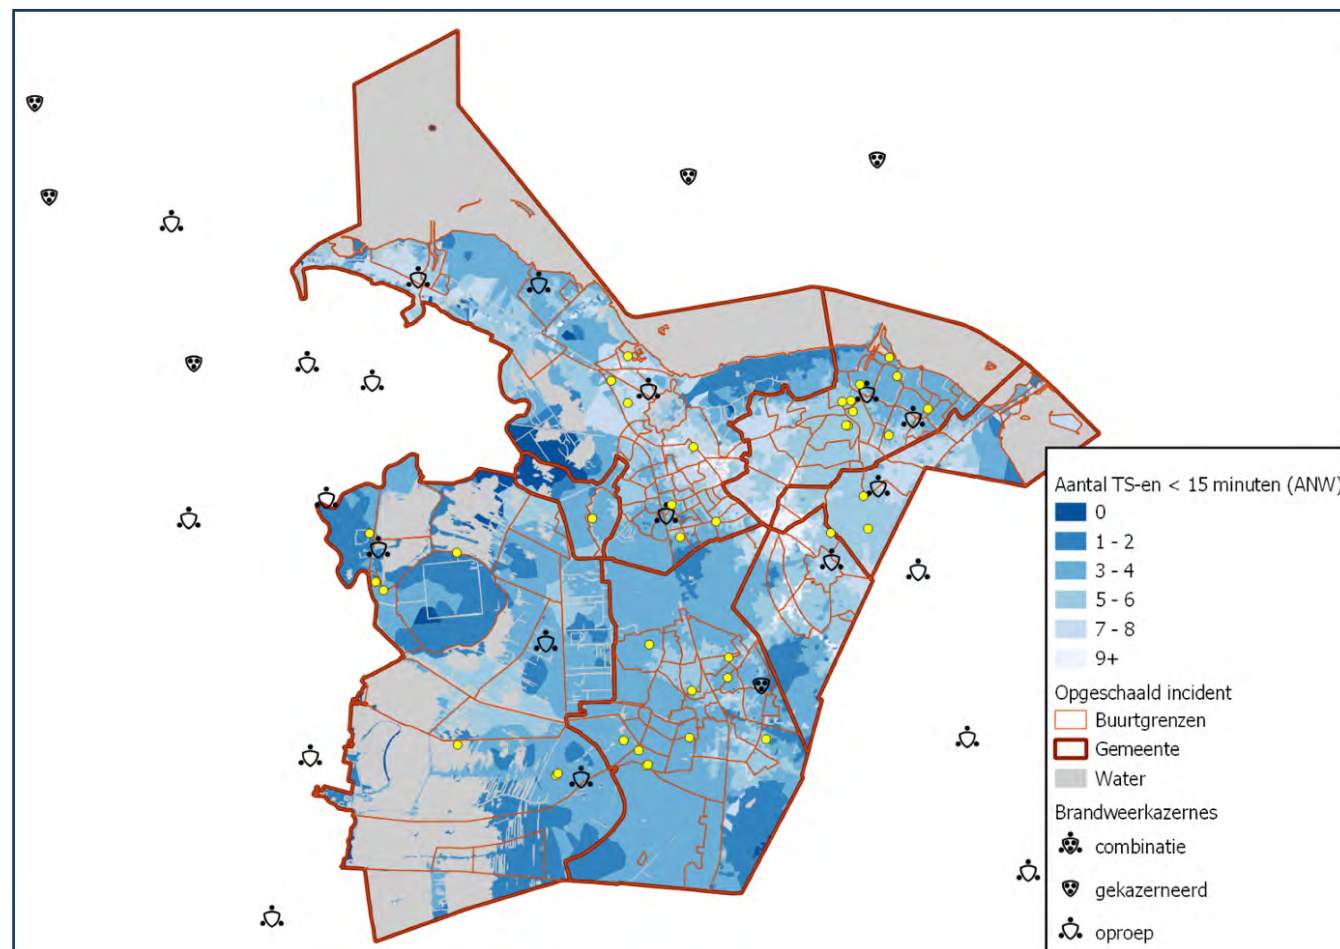 Aantal TS-en < 15 minuten (ANW)
0
1 - 2
3 - 4
5 - 6
7 - 8
9+
Opgeschaald incident
Buurtgrenzen
Gemeente
Water
Brandweerkazernes
combinatie
gekazerneerd
oproep